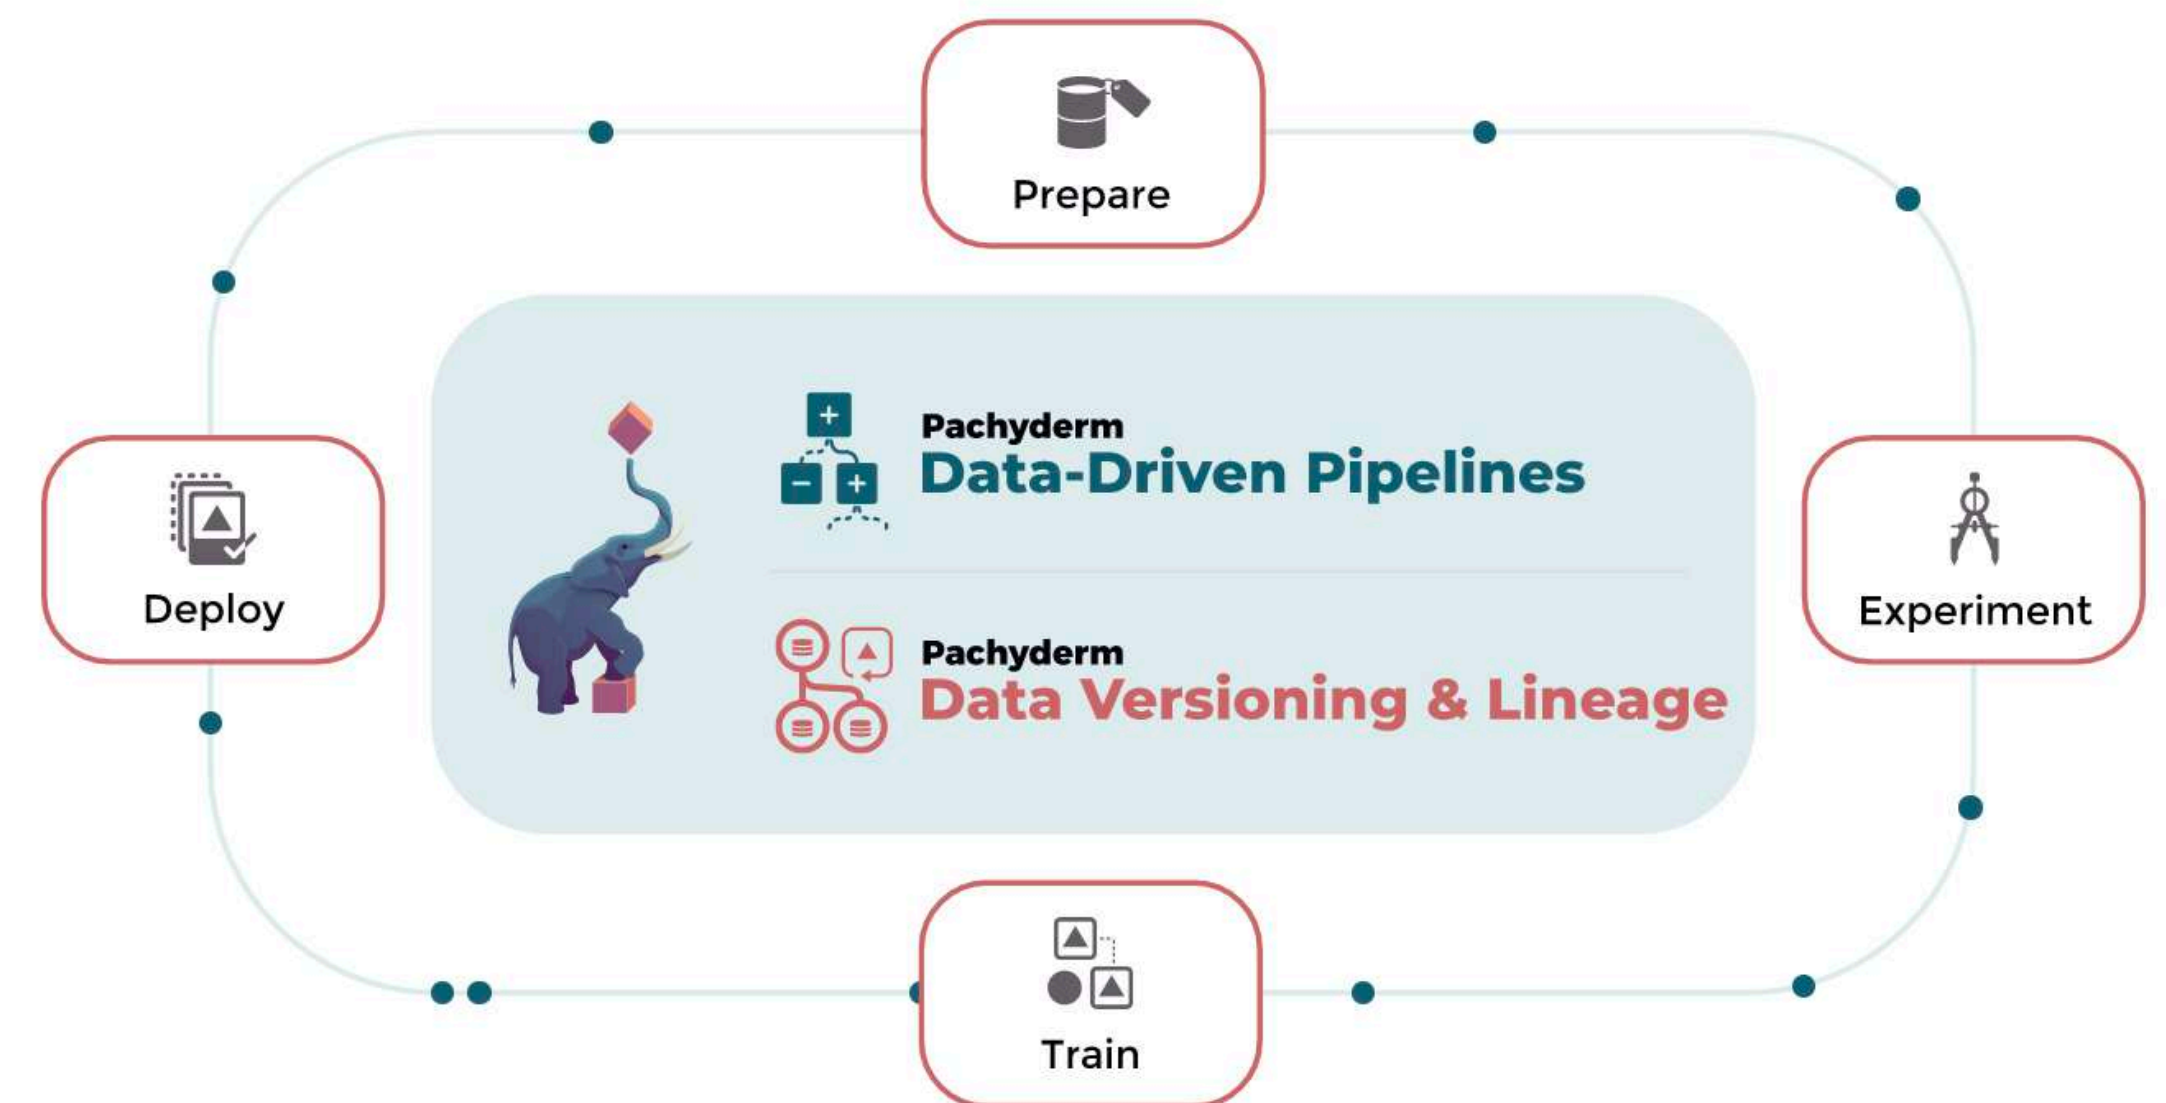 Prepare
Pachyderm
Data-Driven Pipelines
Deploy
Experiment
Pachyderm
Data Versioning & Lineage
Train